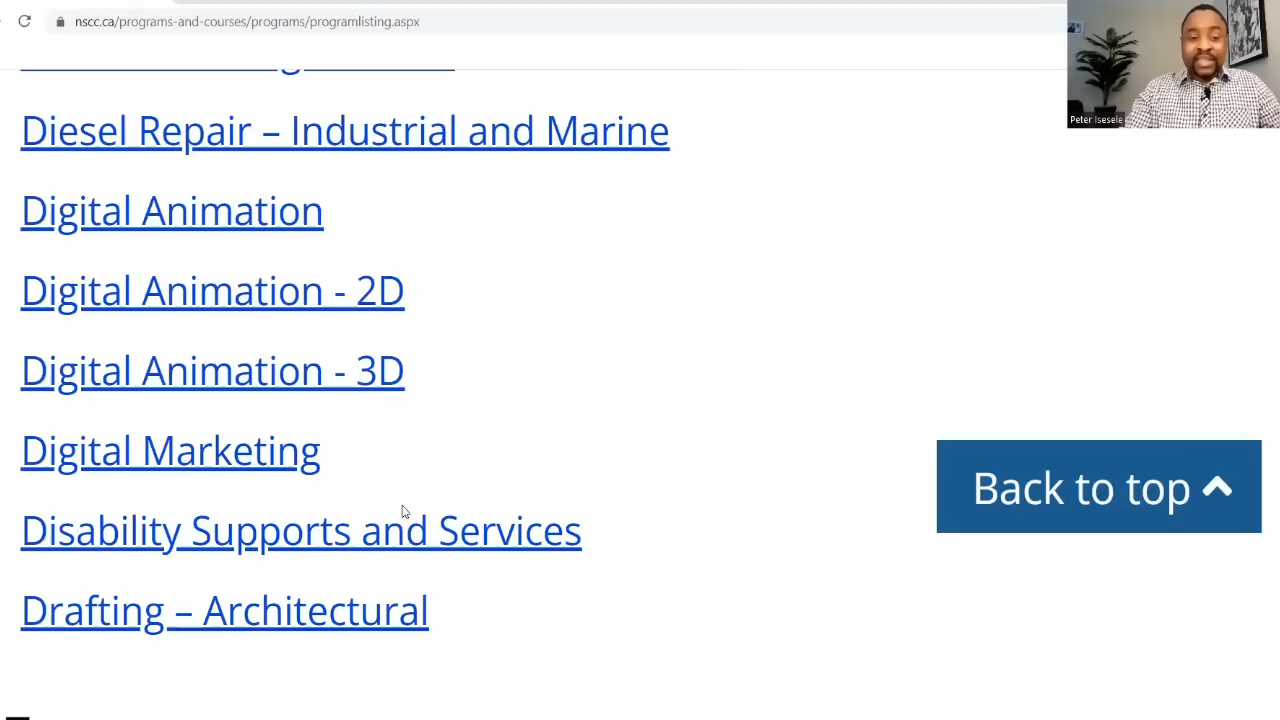 nscc.ca/programs-and-courses/programs/programlisting.aspx
Peter Isesele
Diesel Repair – Industrial and Marine
Digital Animation
Digital Animation - 2D
Digital Animation - 3D
Digital Marketing
Back to top
Disability Supports and Services
Drafting – Architectural